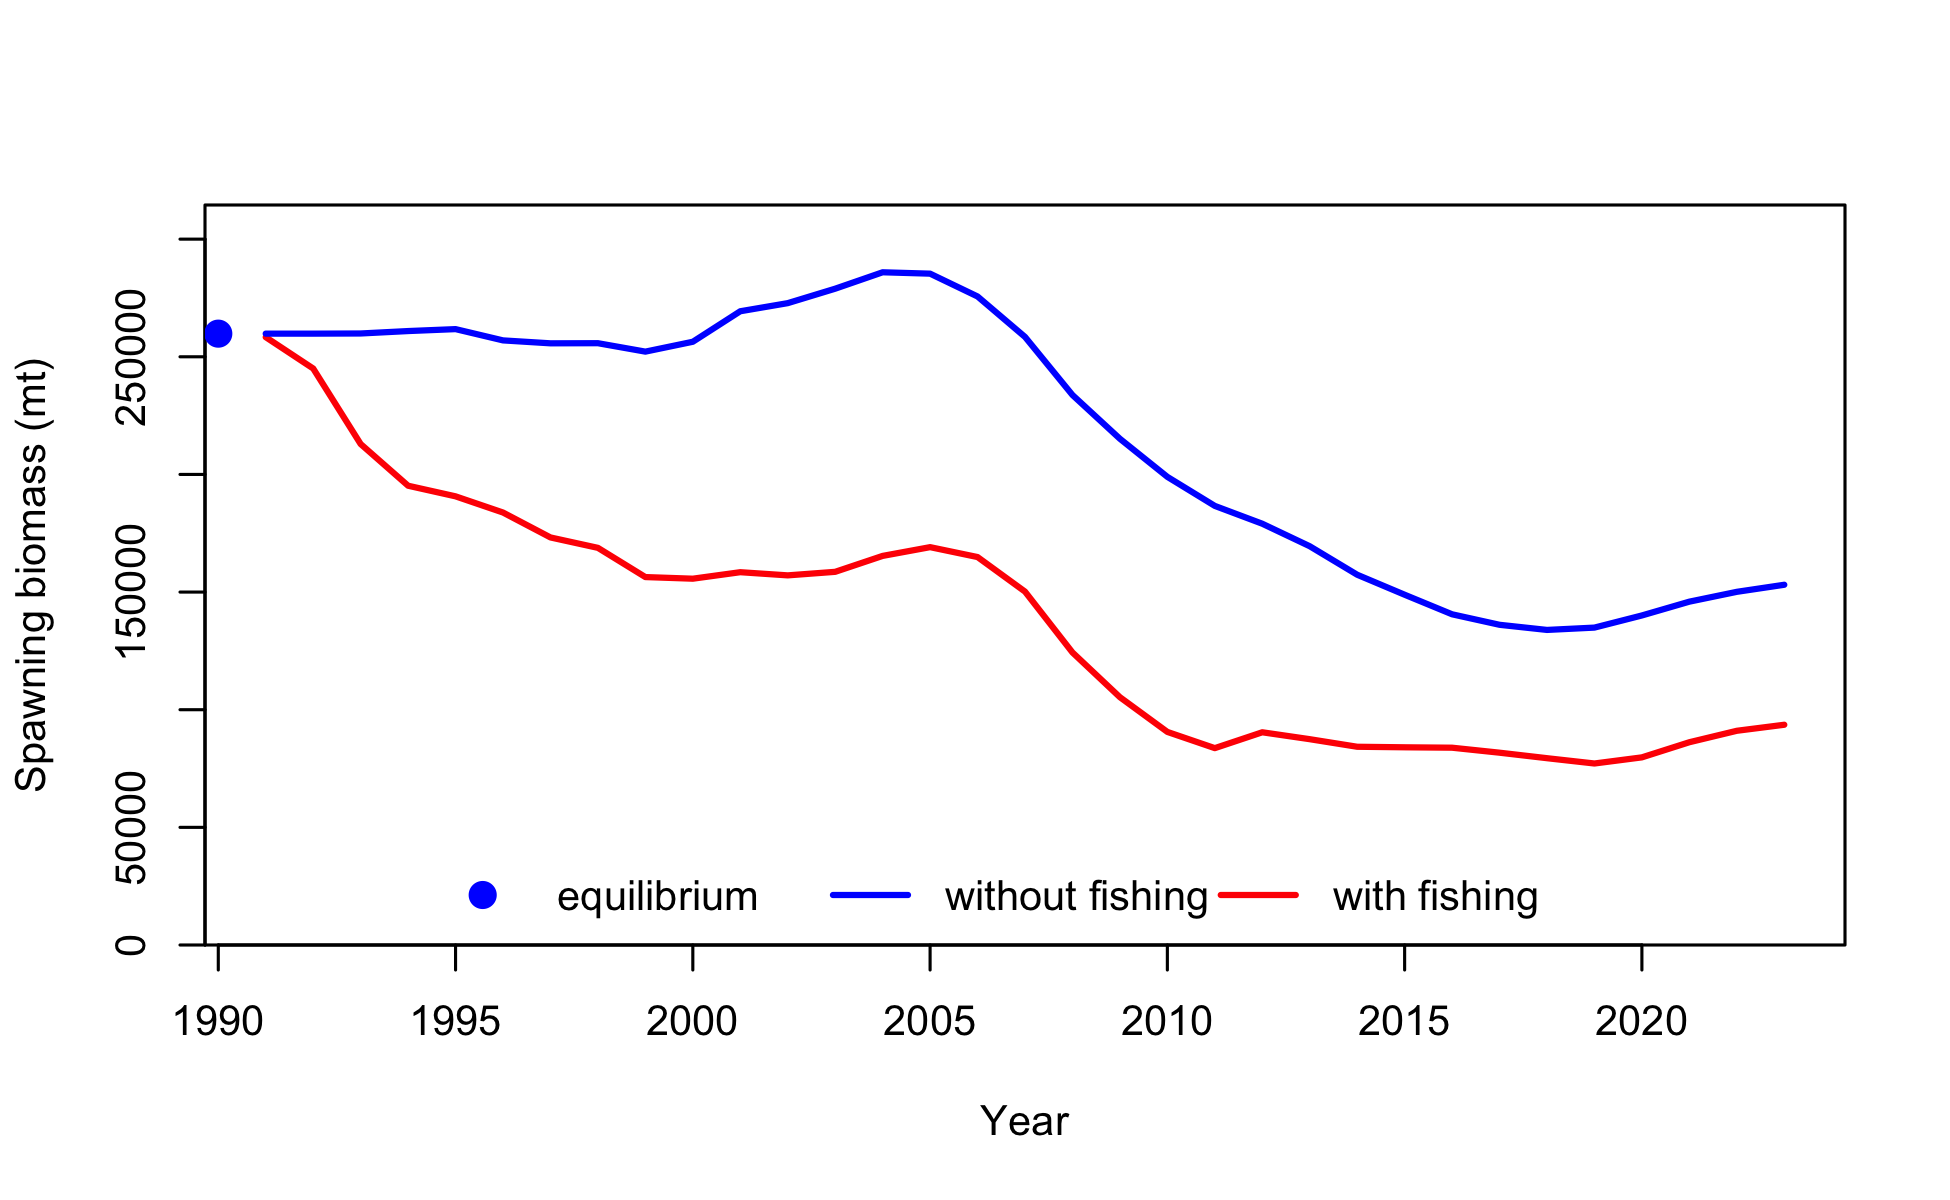 Spawning biomass (mt)
250000
150000
50000
0
equilibrium without fishing with fishing
1990 1995 2000 2005 2010 2015 2020
Year